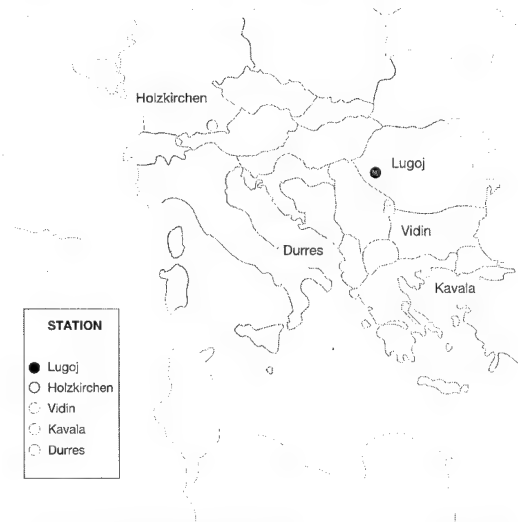 Holzkirchen
Lugoj
Vidin
Durres
Kavala
STATION
Lugoj
Holzkirchen
Vidin
Kavala
Durres